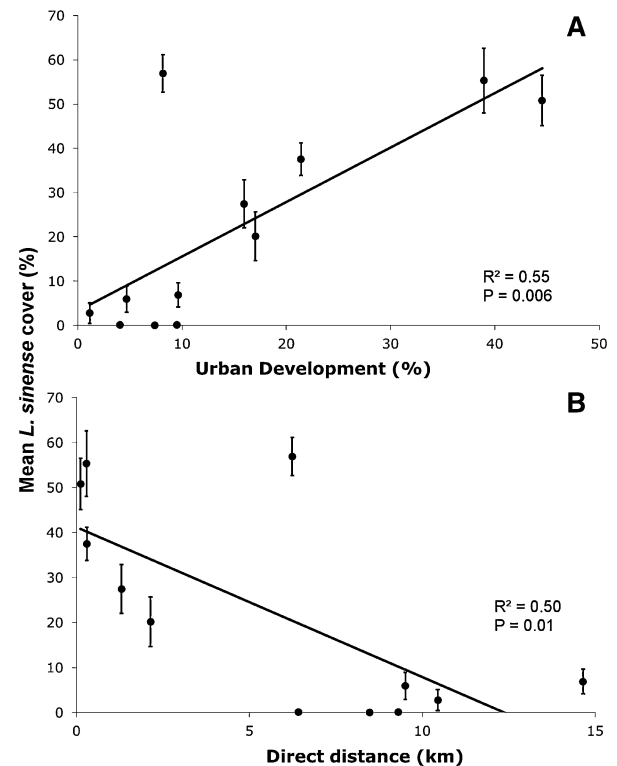 A
70
60
50
40
30
20
10
0
0 10 20 30 40 50
R² = 0.55
P = 0.006
Urban Development (%)
Mean L. sinense cover (%)
B
70
60
50
40
30
20
10
0
0 5 10 15
R² = 0.50
P = 0.01
Direct distance (km)